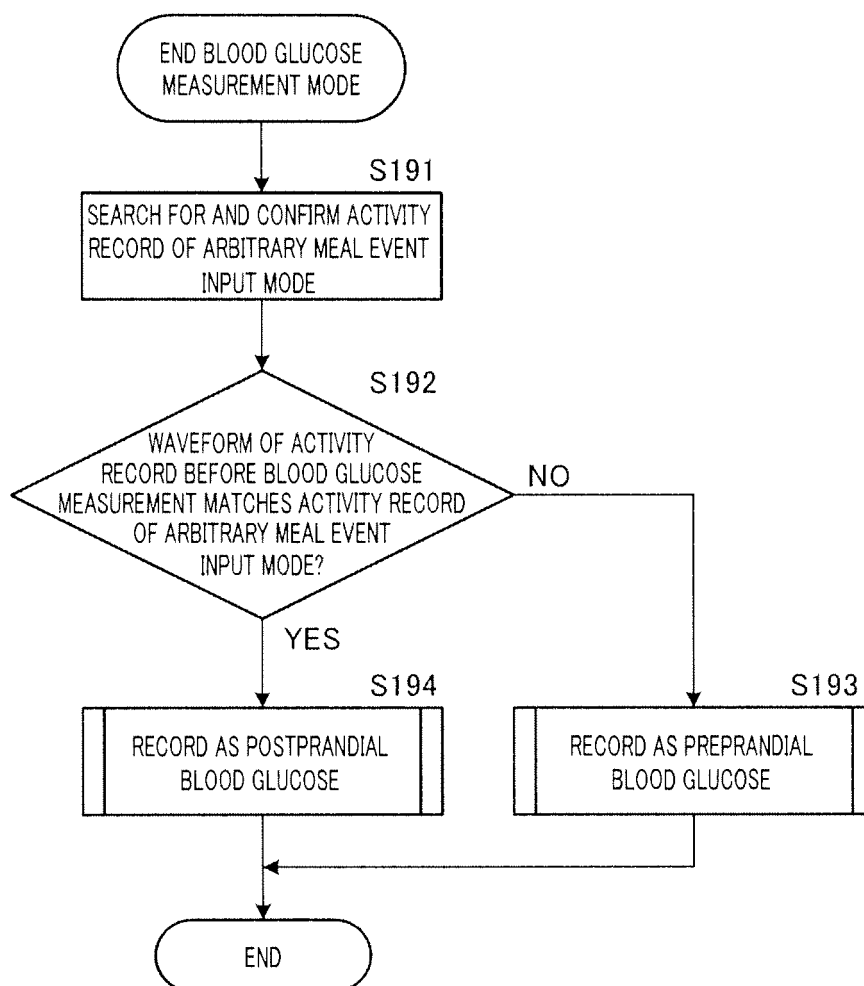 END BLOOD GLUCOSE
MEASUREMENT MODE
S191
SEARCH FOR AND CONFIRM ACTIVITY
RECORD OF ARBITRARY MEAL EVENT
INPUT MODE
S192
WAVEFORM OF ACTIVITY
RECORD BEFORE BLOOD GLUCOSE
MEASUREMENT MATCHES ACTIVITY RECORD
OF ARBITRARY MEAL EVENT
INPUT MODE?
NO
YES
S194
RECORD AS POSTPRANDIAL
BLOOD GLUCOSE
S193
RECORD AS PREPRANDIAL
BLOOD GLUCOSE
END